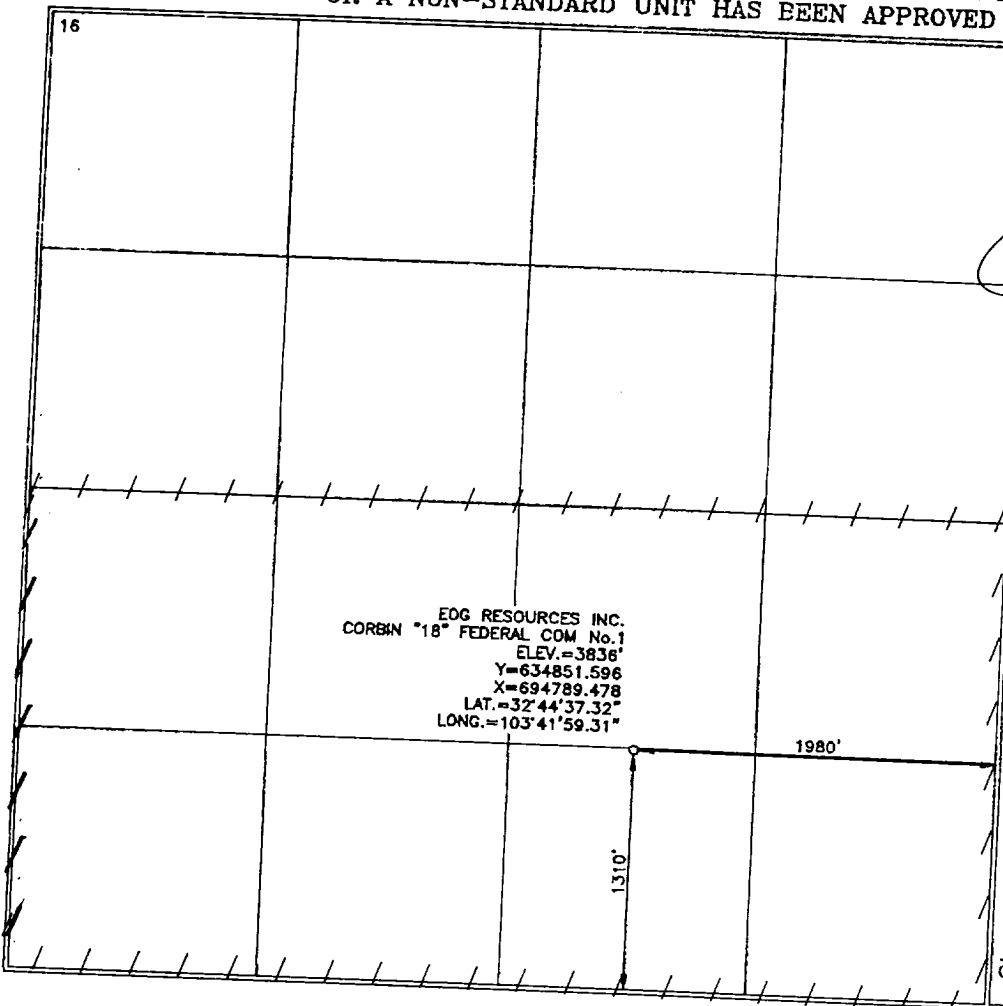 OR A NON-STANDARD UNIT HAS BEEN APPROVED
16
EOG RESOURCES INC.
CORBIN "18" FEDERAL COM No.1
ELEV.=3836'
Y=634851.596
X=694789.478
LAT.=32°44'37.32"
LONG.=103°41'59.31"
1980'
1310'